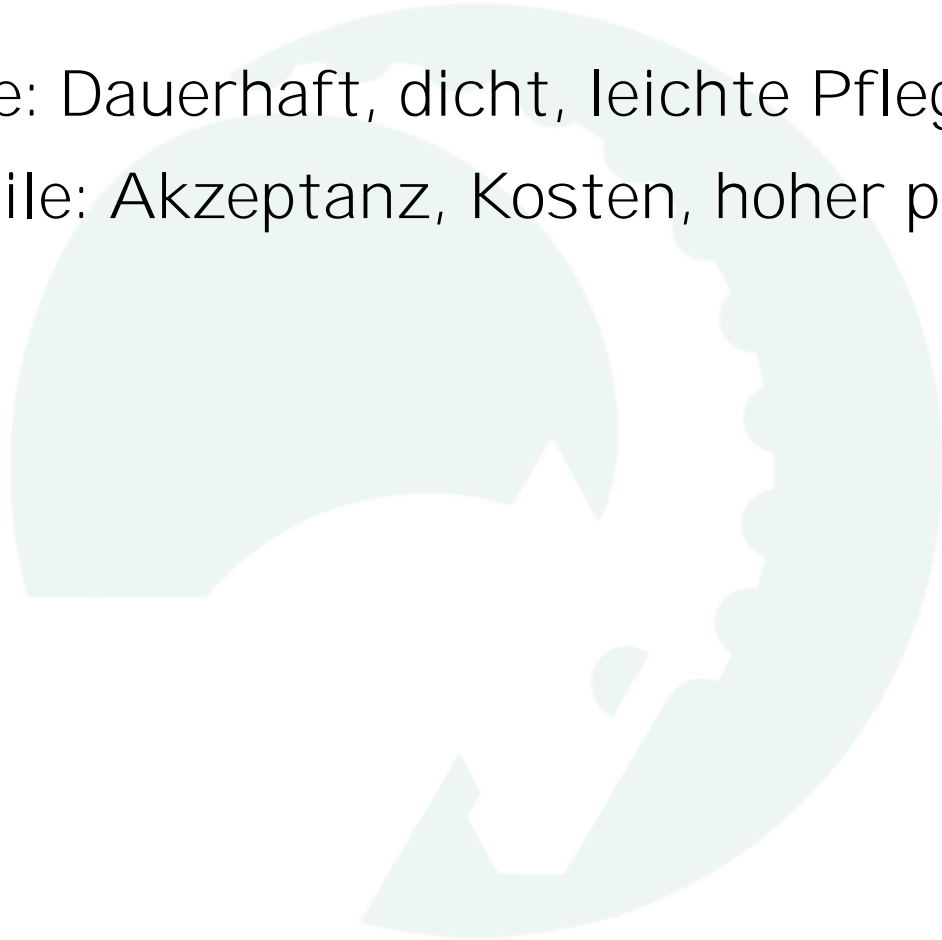 e: Dauerhaft, dicht, leichte Pfleg
ile: Akzeptanz, Kosten, hoher p